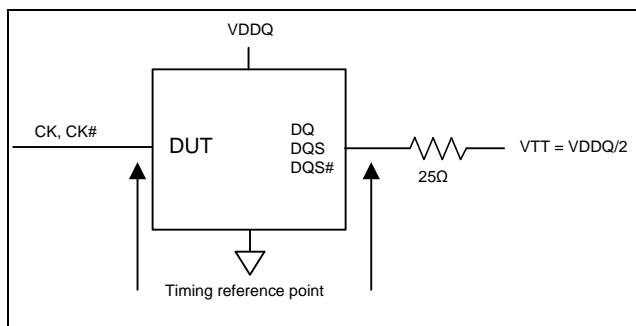 VDDQ
CK, CK#
DUT
DQ
DQS
DQS#
25Ω
VTT = VDDQ/2
Timing reference point